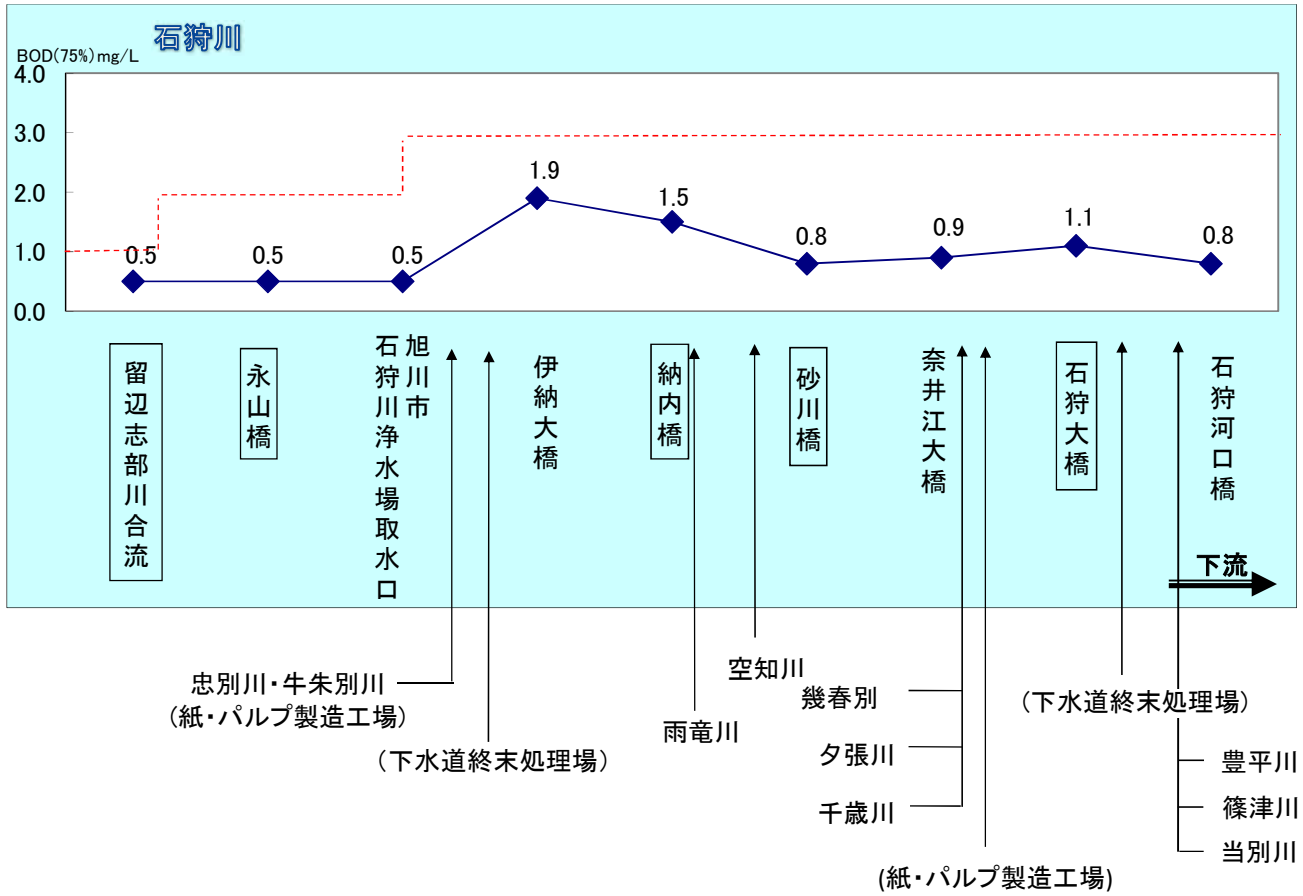 石狩川
BOD(75%)mg/L
4.0
3.0
2.0
1.0
0.0
0.5
0.5
0.5
1.9
1.5
0.8
0.9
1.1
0.8
留辺志部川合流
永山橋
旭川市
石狩川浄水場取水口
伊納大橋
納内橋
砂川橋
奈井江大橋
石狩大橋
石狩河口橋
下流
忠別川・牛朱別川
(紙・パルプ製造工場)
(下水道終末処理場)
雨竜川
空知川
幾春別
夕張川
千歳川
(紙・パルプ製造工場)
(下水道終末処理場)
豊平川
篠津川
当別川